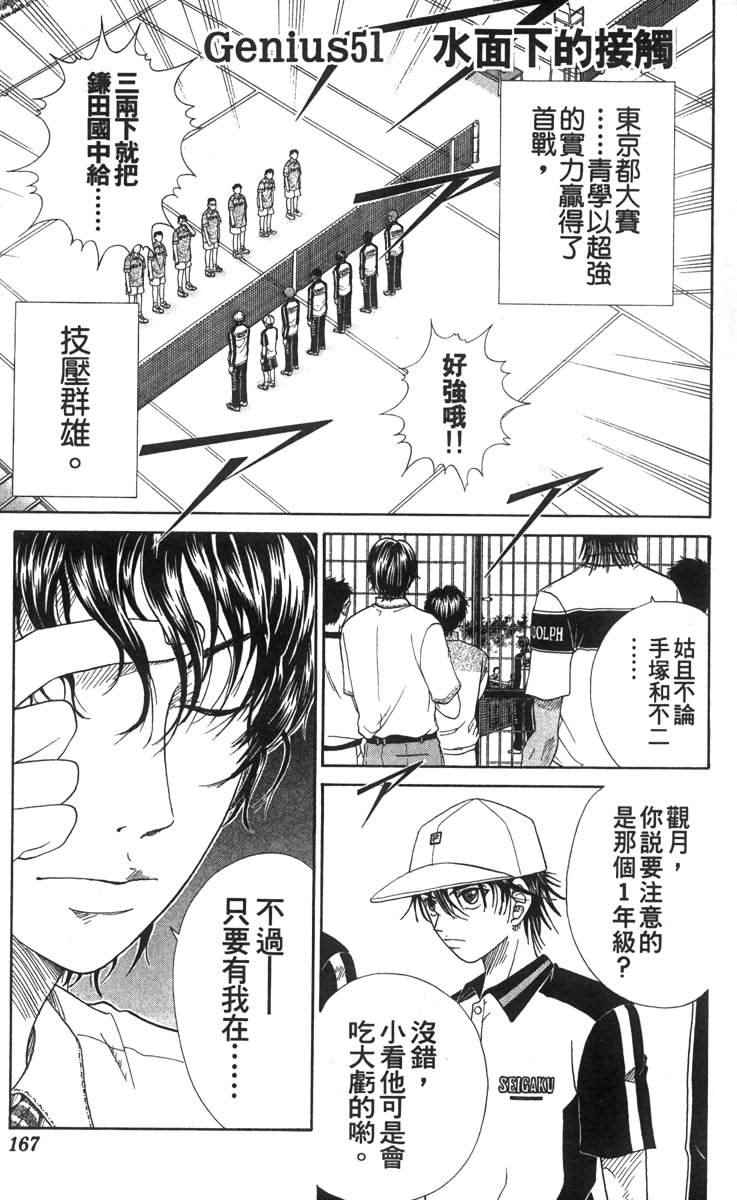 Genius51 水面下的接觸
東京都大賽
……青學以超強
的實力贏得了
首戰，
三兩下就把
鎌田國中給……
好強哦!!
技壓群雄。
OLPH
姑且不論
手塚和不二
……
觀月，
你說要注意的
是那個1年級？
SEIGAKU
沒錯，
小看他可是會
吃大虧的喲。
不過——
只要有我在……
167